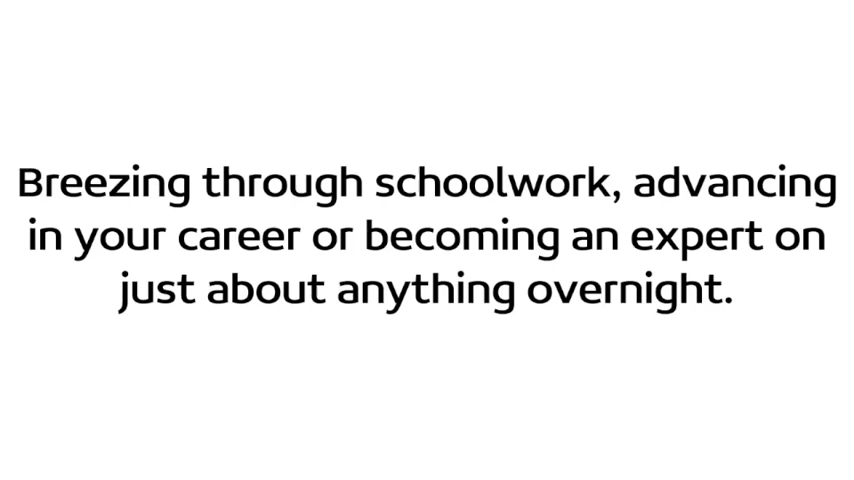 Breezing through schoolwork, advancing
in your career or becoming an expert on
just about anything overnight.